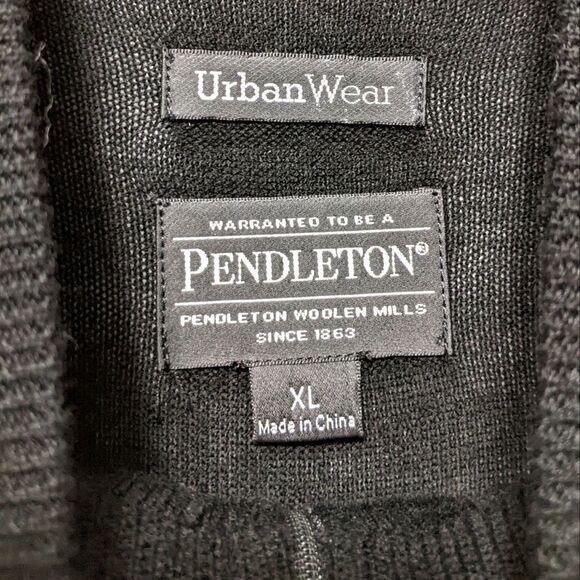 UrbanWear
WARRANTED TO BE A
PENDLETON®
PENDLETON WOOLEN MILLS
SINCE 1863
XL
Made in China